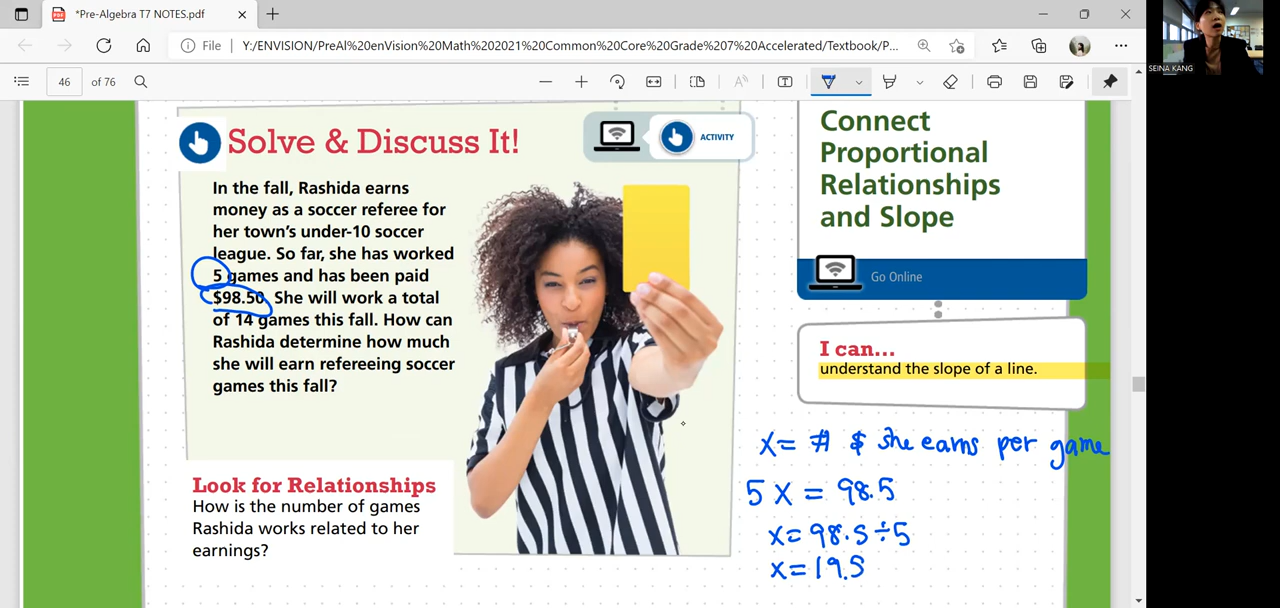 *Pre-Algebra T7 NOTES.pdf
File
Y:/ENVISION/PreAl%20enVision%20Math%202021%20Common%20Core%20Grade%207%20Accelerated/Textbook/P...
46
of 76
SEINA KANG
Solve & Discuss It!
ACTIVITY
In the fall, Rashida earns
money as a soccer referee for
her town's under-10 soccer
league. So far, she has worked
5 games and has been paid
$98.50. She will work a total
of 14 games this fall. How can
Rashida determine how much
she will earn refereeing soccer
games this fall?
Look for Relationships
How is the number of games
Rashida works related to her
earnings?
Connect
Proportional
Relationships
and Slope
Go Online
I can...
understand the slope of a line.
x = # $ she earns per game
5x = 98.5
x = 98.5 ÷ 5
x = 19.5